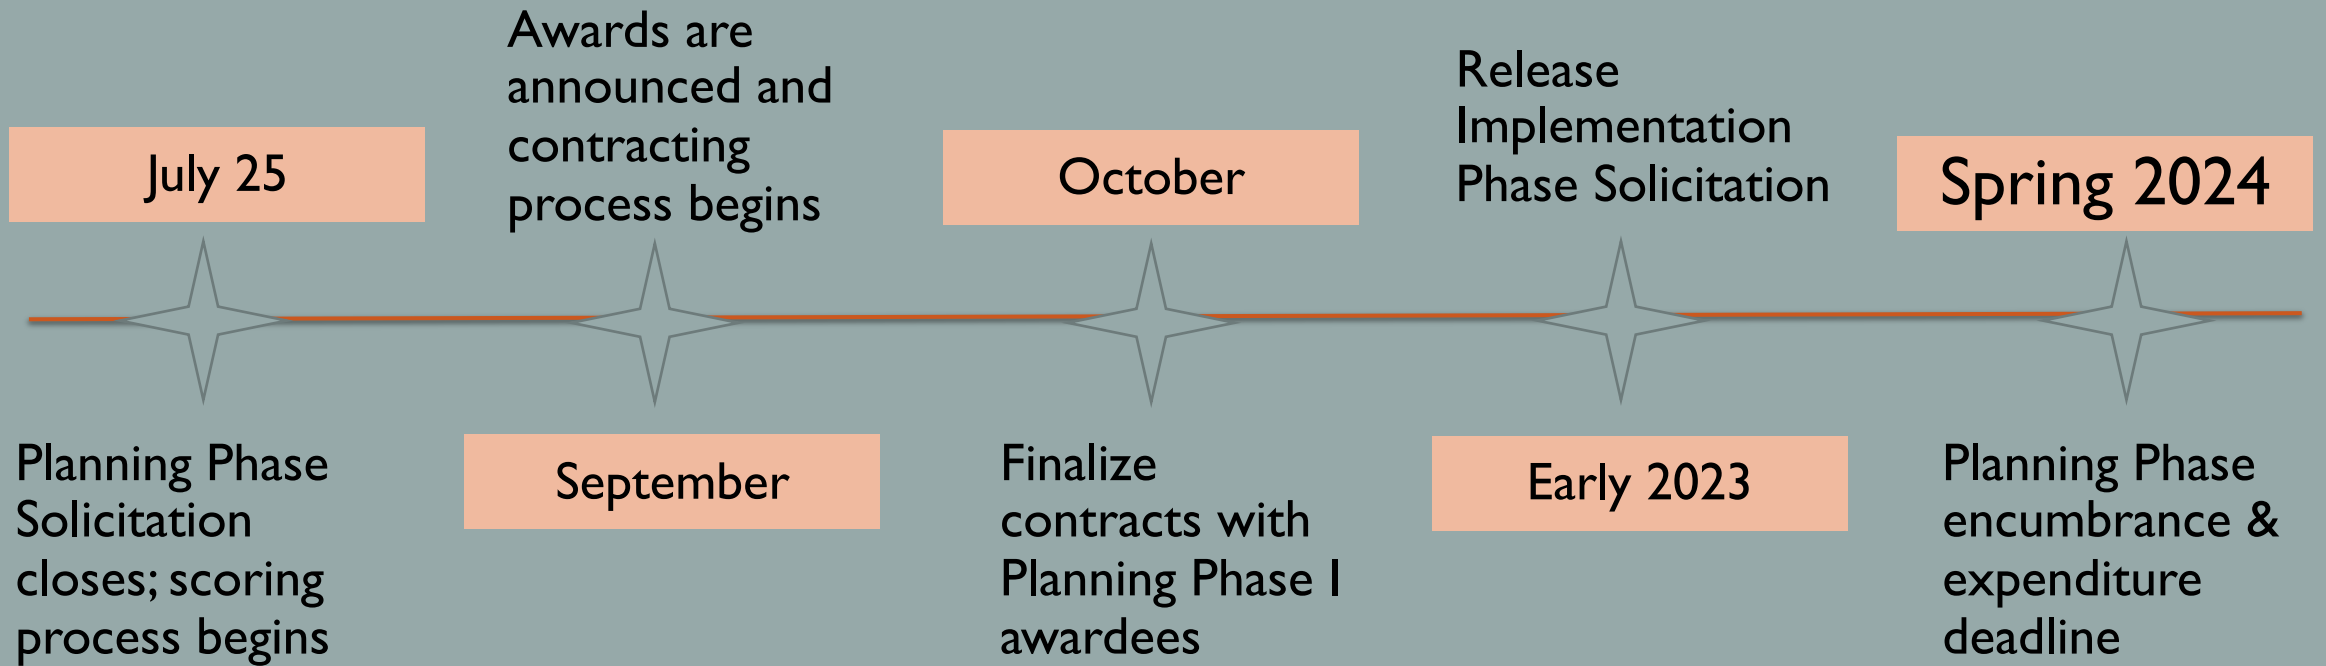 July 25
Planning Phase
Solicitation
closes; scoring
process begins
Awards are
announced and
contracting
process begins
September
October
Finalize
contracts with
Planning Phase I
awardees
Release
Implementation
Phase Solicitation
Early 2023
Spring 2024
Planning Phase
encumbrance &
expenditure
deadline